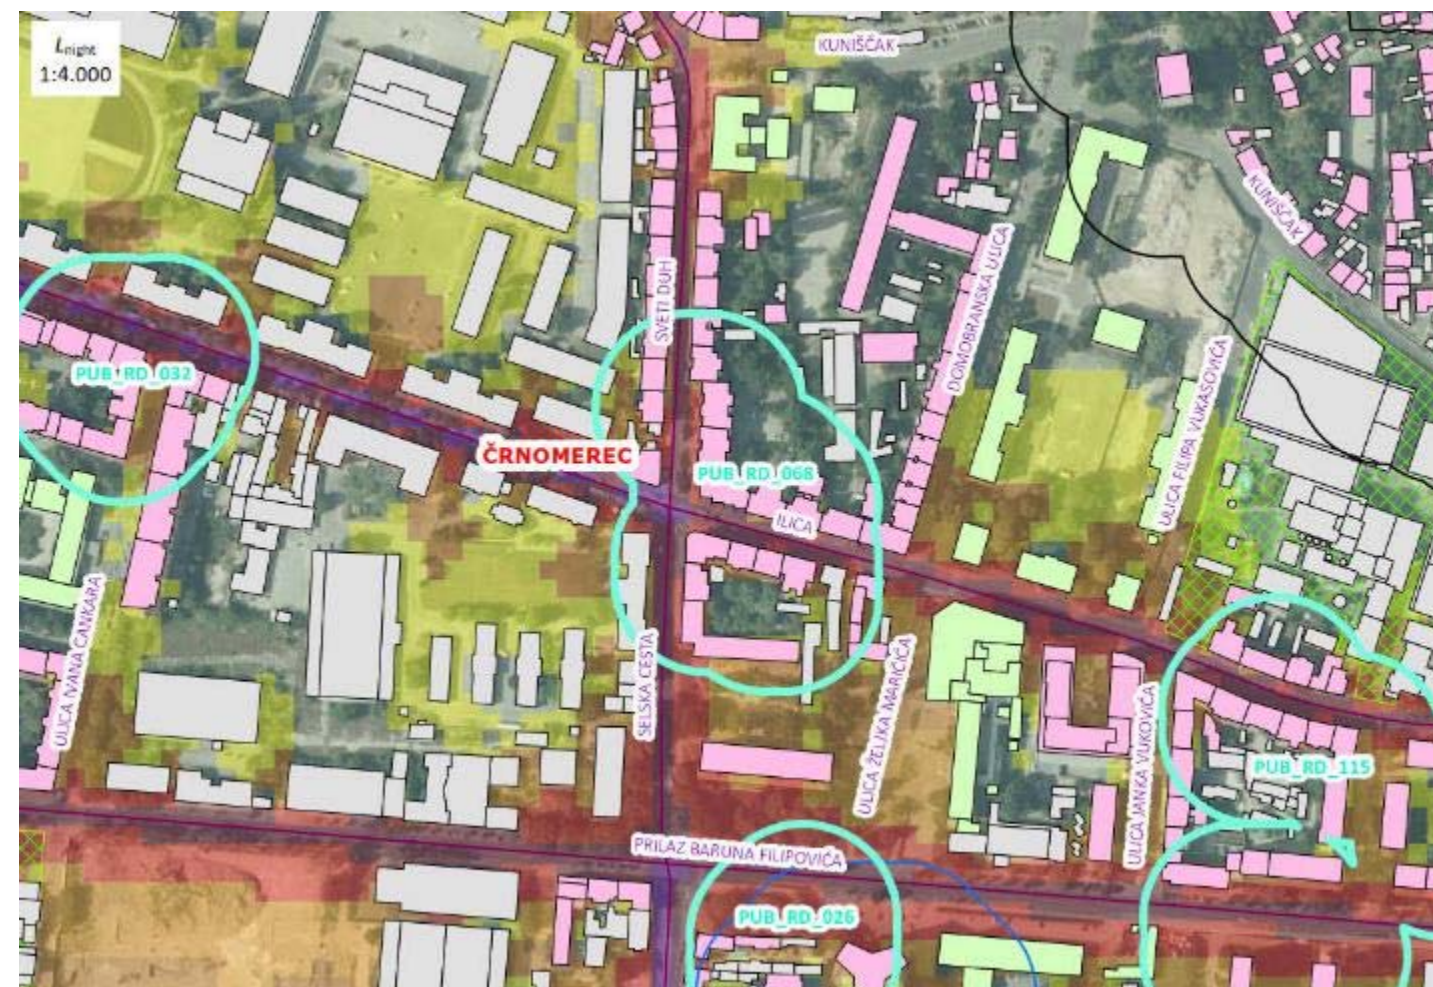 Lnight
1:4.000
KUNIŠČAK
KUNIŠČAK
SVETI DUH
DOMOBRANSKA ULICA
ULICA FILIPA VUKASOVIĆA
PUB_RD_032
ČRNOMEREC
PUB_RD_068
ILICA
ULICA IVANA CANKARA
SELSKA CESTA
ULICA ŽELJKA MARIČIĆA
ULICA JANKA VUKOVIĆA
PUB_RD_115
PRILAZ BARUNA FILIPOVIĆA
PUB_RD_026